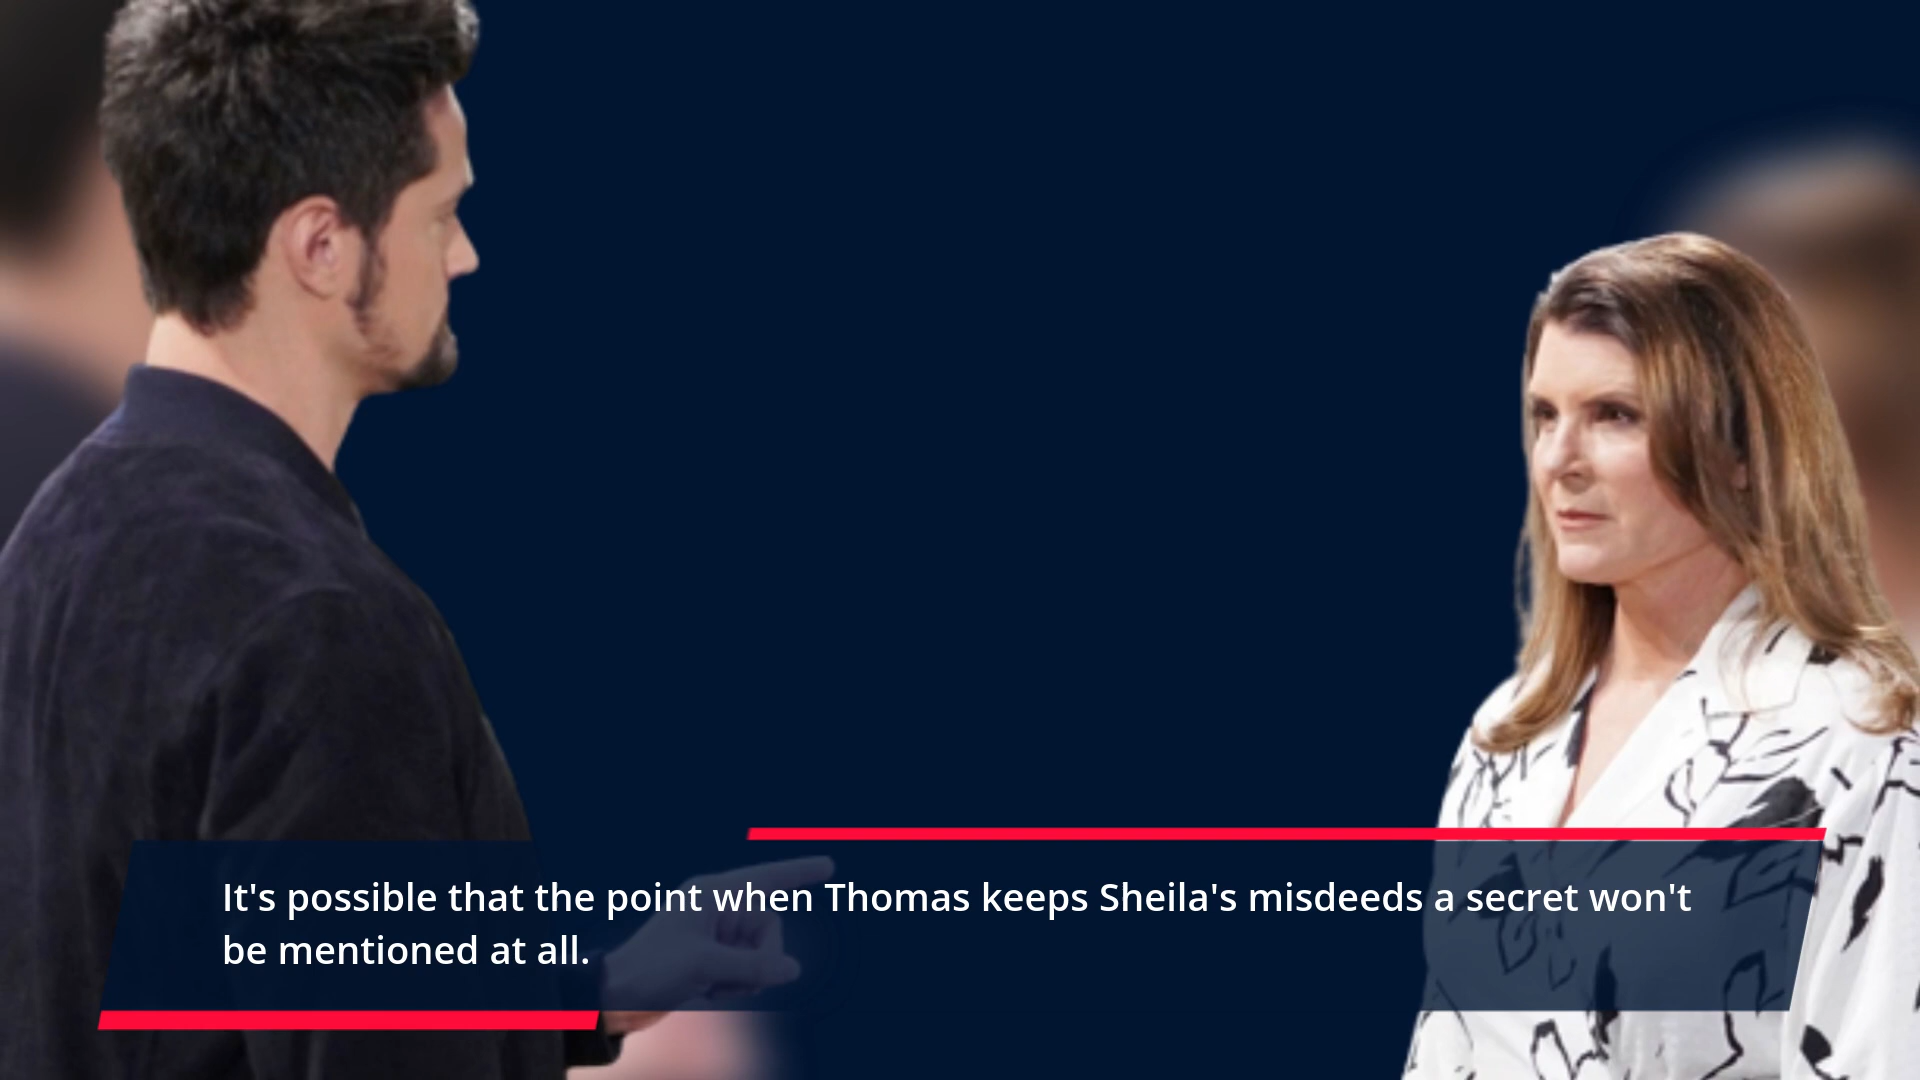 It's possible that the point when Thomas keeps Sheila's misdeeds a secret won't
be mentioned at all.